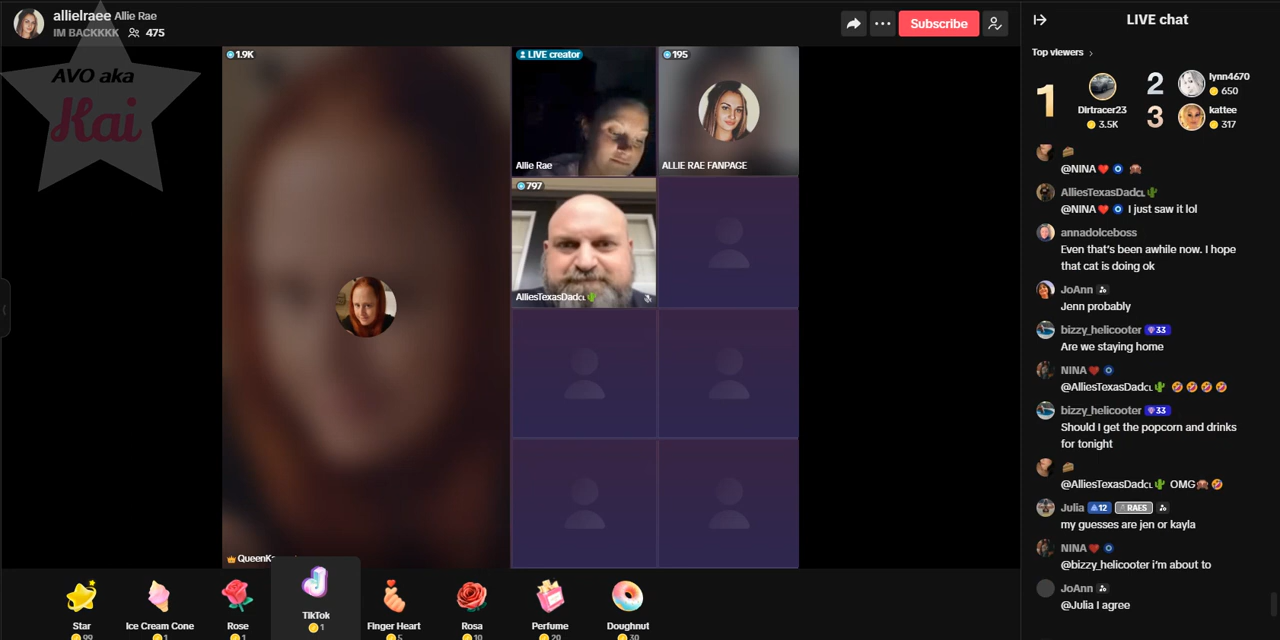 allielraee Allie Rae
IM BACKKKK 475
Subscribe
LIVE chat
AVO aka
Kai
1.9K
LIVE creator
Allie Rae
195
ALLIE RAE FANPAGE
797
AlliesTexasDadCL🌵
Top viewers
1
Dirtracer23
3.5K
2
lynn4670
650
3
kattee
317
@NINA❤️🧿 🙈
AlliesTexasDadCL🌵
@NINA❤️🧿 I just saw it lol
annadolceboss
Even that's been awhile now. I hope
that cat is doing ok
JoAnn
Jenn probably
bizzy_helicooter 33
Are we staying home
NINA❤️🧿
@AlliesTexasDadCL🌵 🤣🤣🤣🤣
bizzy_helicooter 33
Should I get the popcorn and drinks
for tonight
@AlliesTexasDadCL🌵 OMG🙈🤣
Julia 12 RAES
my guesses are jen or kayla
NINA❤️🧿
@bizzy_helicooter i'm about to
JoAnn
@Julia I agree
Star
99
Ice Cream Cone
1
Rose
1
TikTok
1
Finger Heart
5
Rosa
10
Perfume
20
Doughnut
30